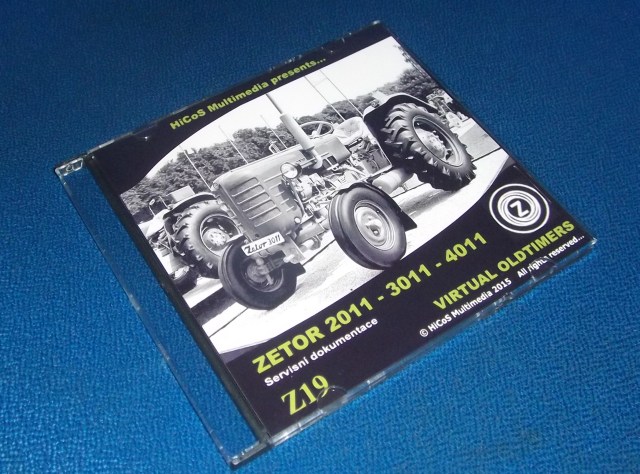 HiCoS Multimedia presents...
Zetor 3011
Z
ZETOR 2011 - 3011 - 4011
Servisní dokumentace
VIRTUAL OLDTIMERS
© HiCoS Multimedia 2015 All rights reserved...
Z19